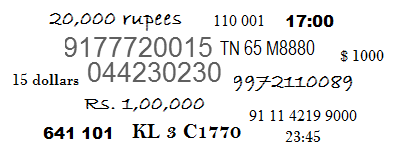 20,000 rupees 110 001 17:00
9177720015 TN 65 M8880 $ 1000
15 dollars 044230230 9972110089
Rs. 1,00,000 91 11 4219 9000
641 101 KL 3 C1770 23:45